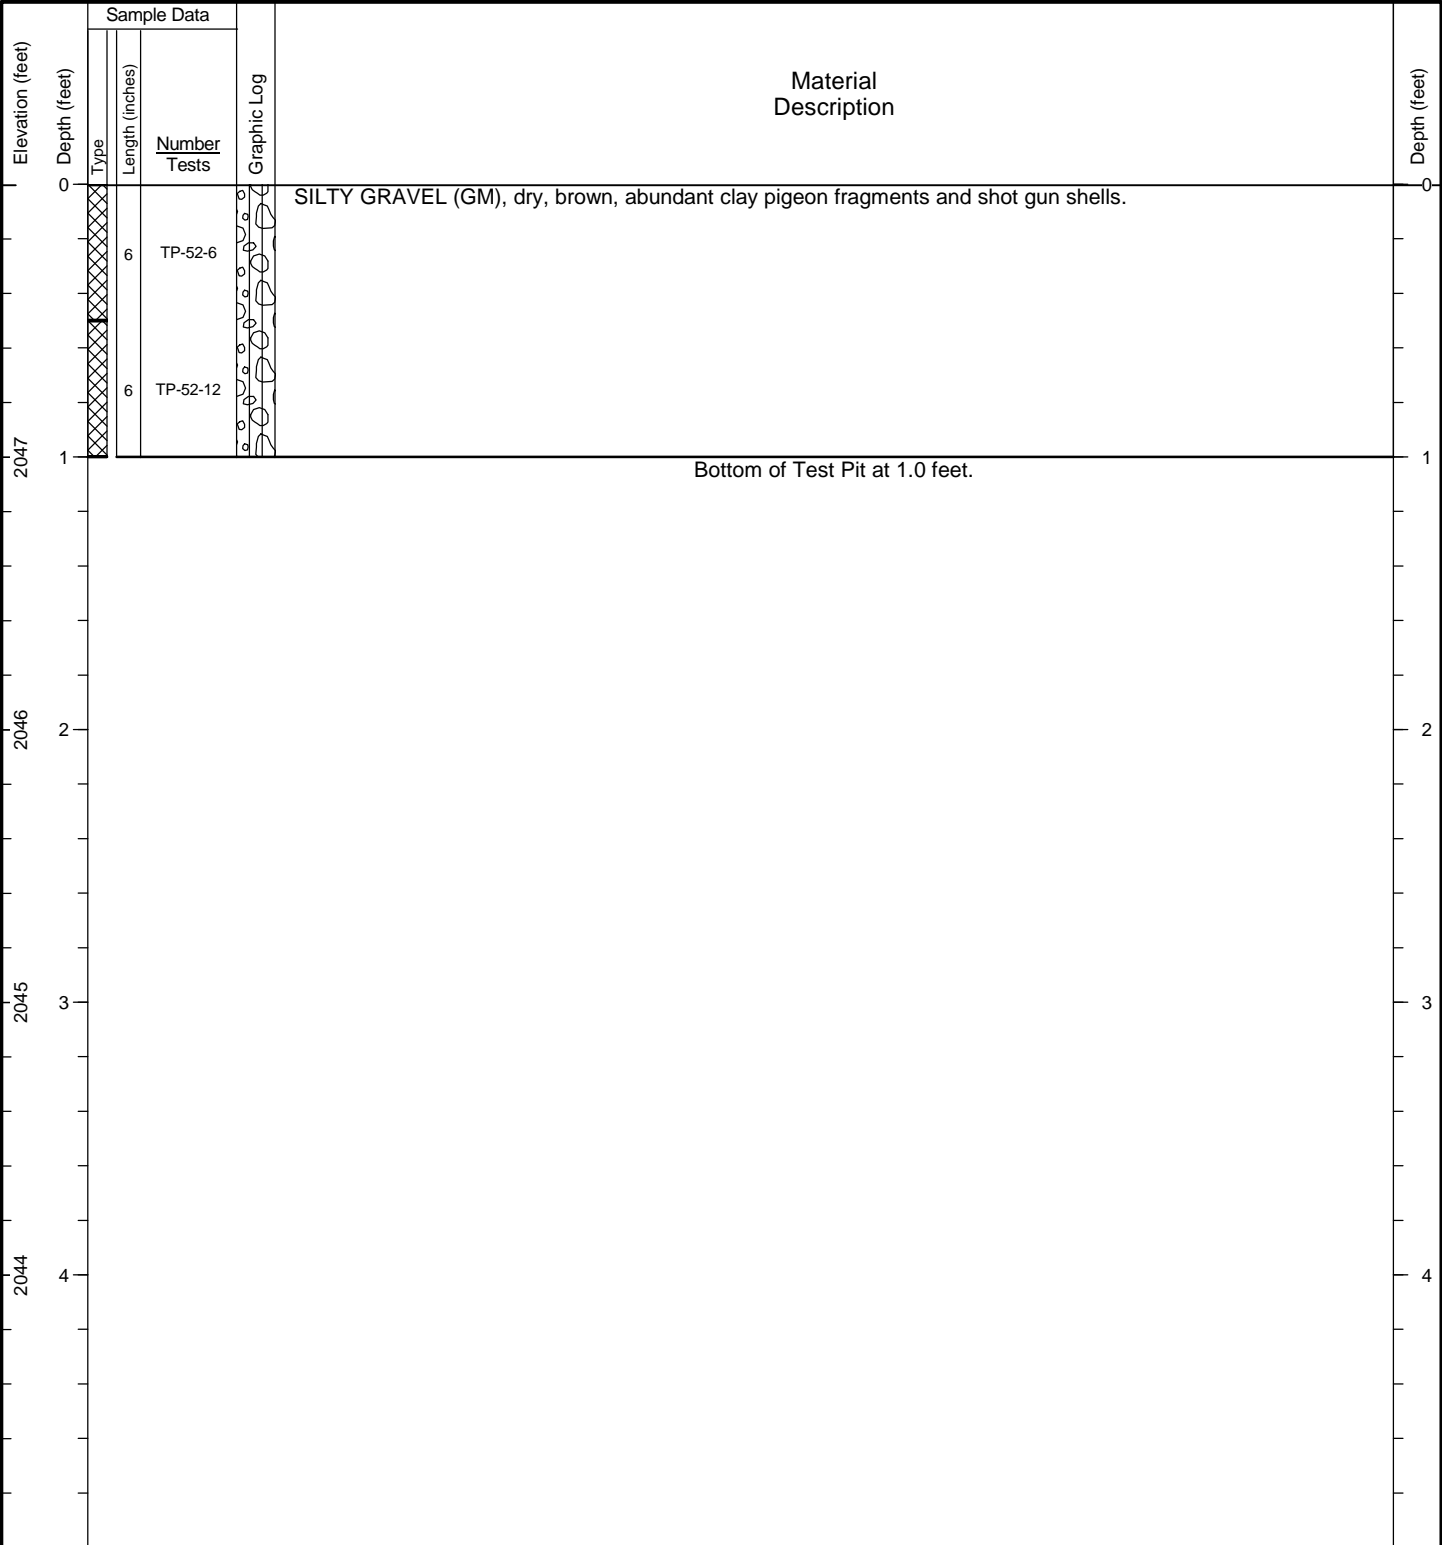 Sample Data
Elevation (feet)
Depth (feet)
Type
Length (inches)
Number
Tests
Graphic Log
Material
Description
Depth (feet)
0
SILTY GRAVEL (GM), dry, brown, abundant clay pigeon fragments and shot gun shells.
0
6
TP-52-6
6
TP-52-12
2047
1
1
Bottom of Test Pit at 1.0 feet.
2046
2
2
2045
3
3
2044
4
4